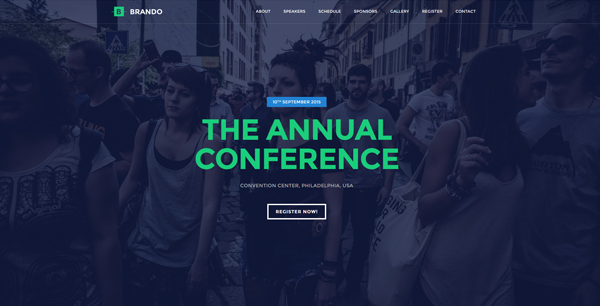 B BRANDO
ABOUT SPEAKERS SCHEDULE SPONSORS GALLERY REGISTER CONTACT
10TH SEPTEMBER 2015
THE ANNUAL
CONFERENCE
CONVENTION CENTER, PHILADELPHIA, USA
REGISTER NOW!